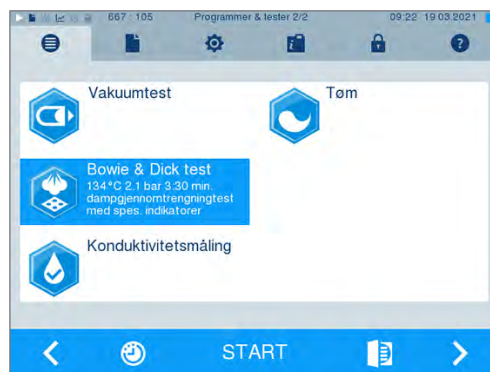 667 : 105
Programmer & tester 2/2
09:22 19.03.2021
Vakuumtest
Tøm
Bowie & Dick test
134°C 2.1 bar 3:30 min.
dampgjennomtrengningtest
med spes. indikatorer
Konduktivitetsmåling
START